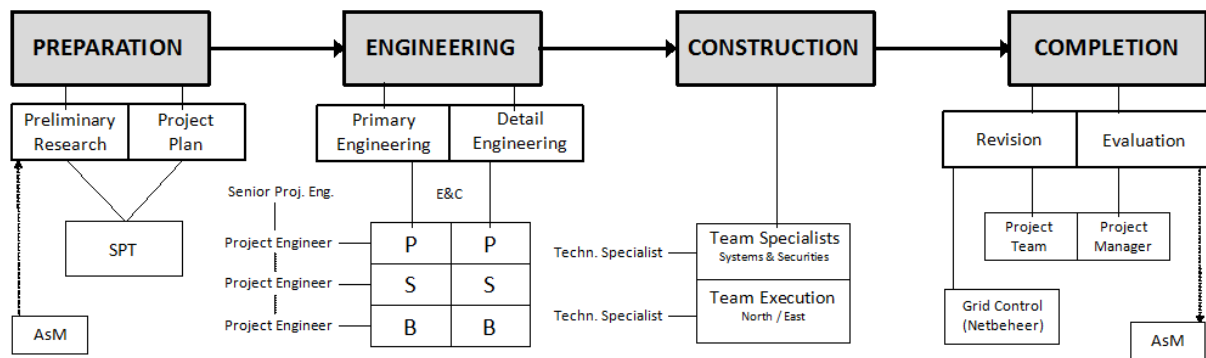 PREPARATION
ENGINEERING
CONSTRUCTION
COMPLETION
Preliminary
Research
Project
Plan
Primary
Engineering
Detail
Engineering
Revision
Evaluation
Senior Proj. Eng.
E&C
SPT
Project Engineer
P
P
Project Engineer
S
S
Project Engineer
B
B
Techn. Specialist
Team Specialists
Systems & Securities
Techn. Specialist
Team Execution
North / East
Project
Team
Project
Manager
Grid Control
(Netbeheer)
AsM
AsM